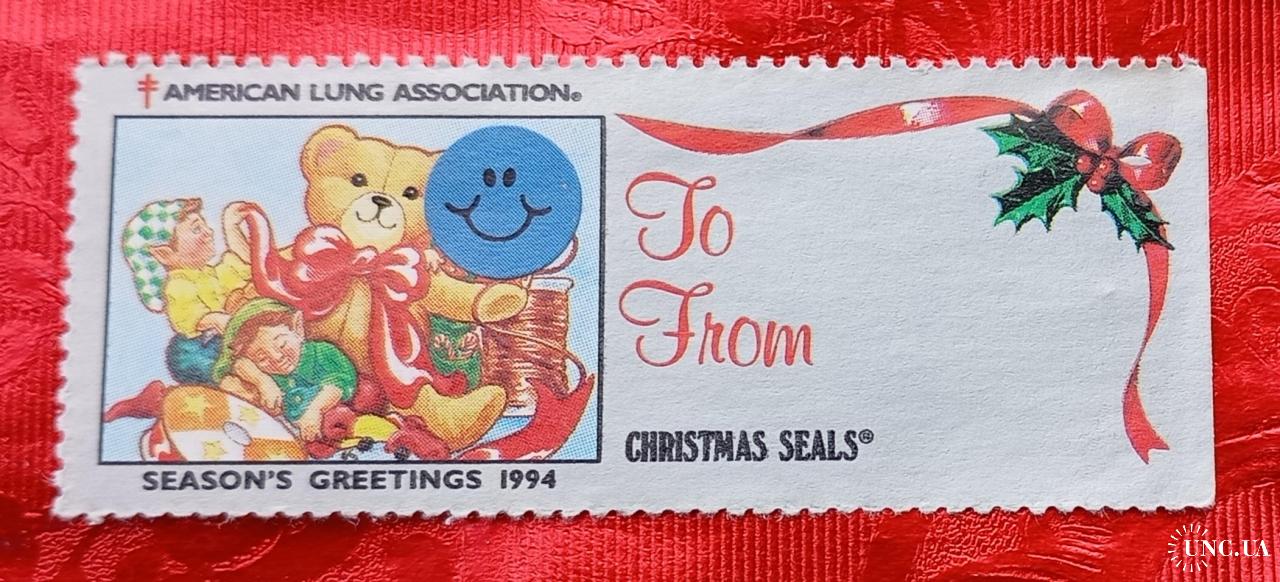 AMERICAN LUNG ASSOCIATION®
To
From
CHRISTMAS SEALS®
SEASON'S GREETINGS 1994
UNC.UA